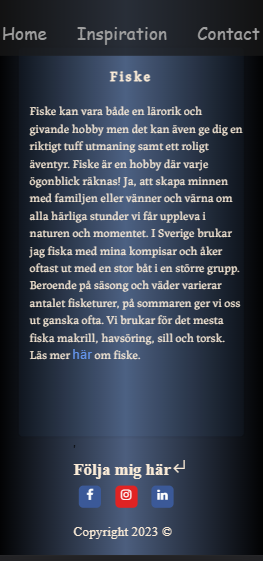 Home Inspiration Contact
Fiske
Fiske kan vara både en lärorik och
givande hobby men det kan även ge dig en
riktigt tuff utmaning samt ett roligt
äventyr. Fiske är en hobby där varje
ögonblick räknas! Ja, att skapa minnen
med familjen eller vänner och värna om
alla härliga stunder vi får uppleva i
naturen och momentet. I Sverige brukar
jag fiska med mina kompisar och åker
oftast ut med en stor båt i en större grupp.
Beroende på säsong och väder varierar
antalet fisketurer, på sommaren ger vi oss
ut ganska ofta. Vi brukar för det mesta
fiska makrill, havsöring, sill och torsk.
Läs mer här om fiske.
Följa mig här
Copyright 2023 ©